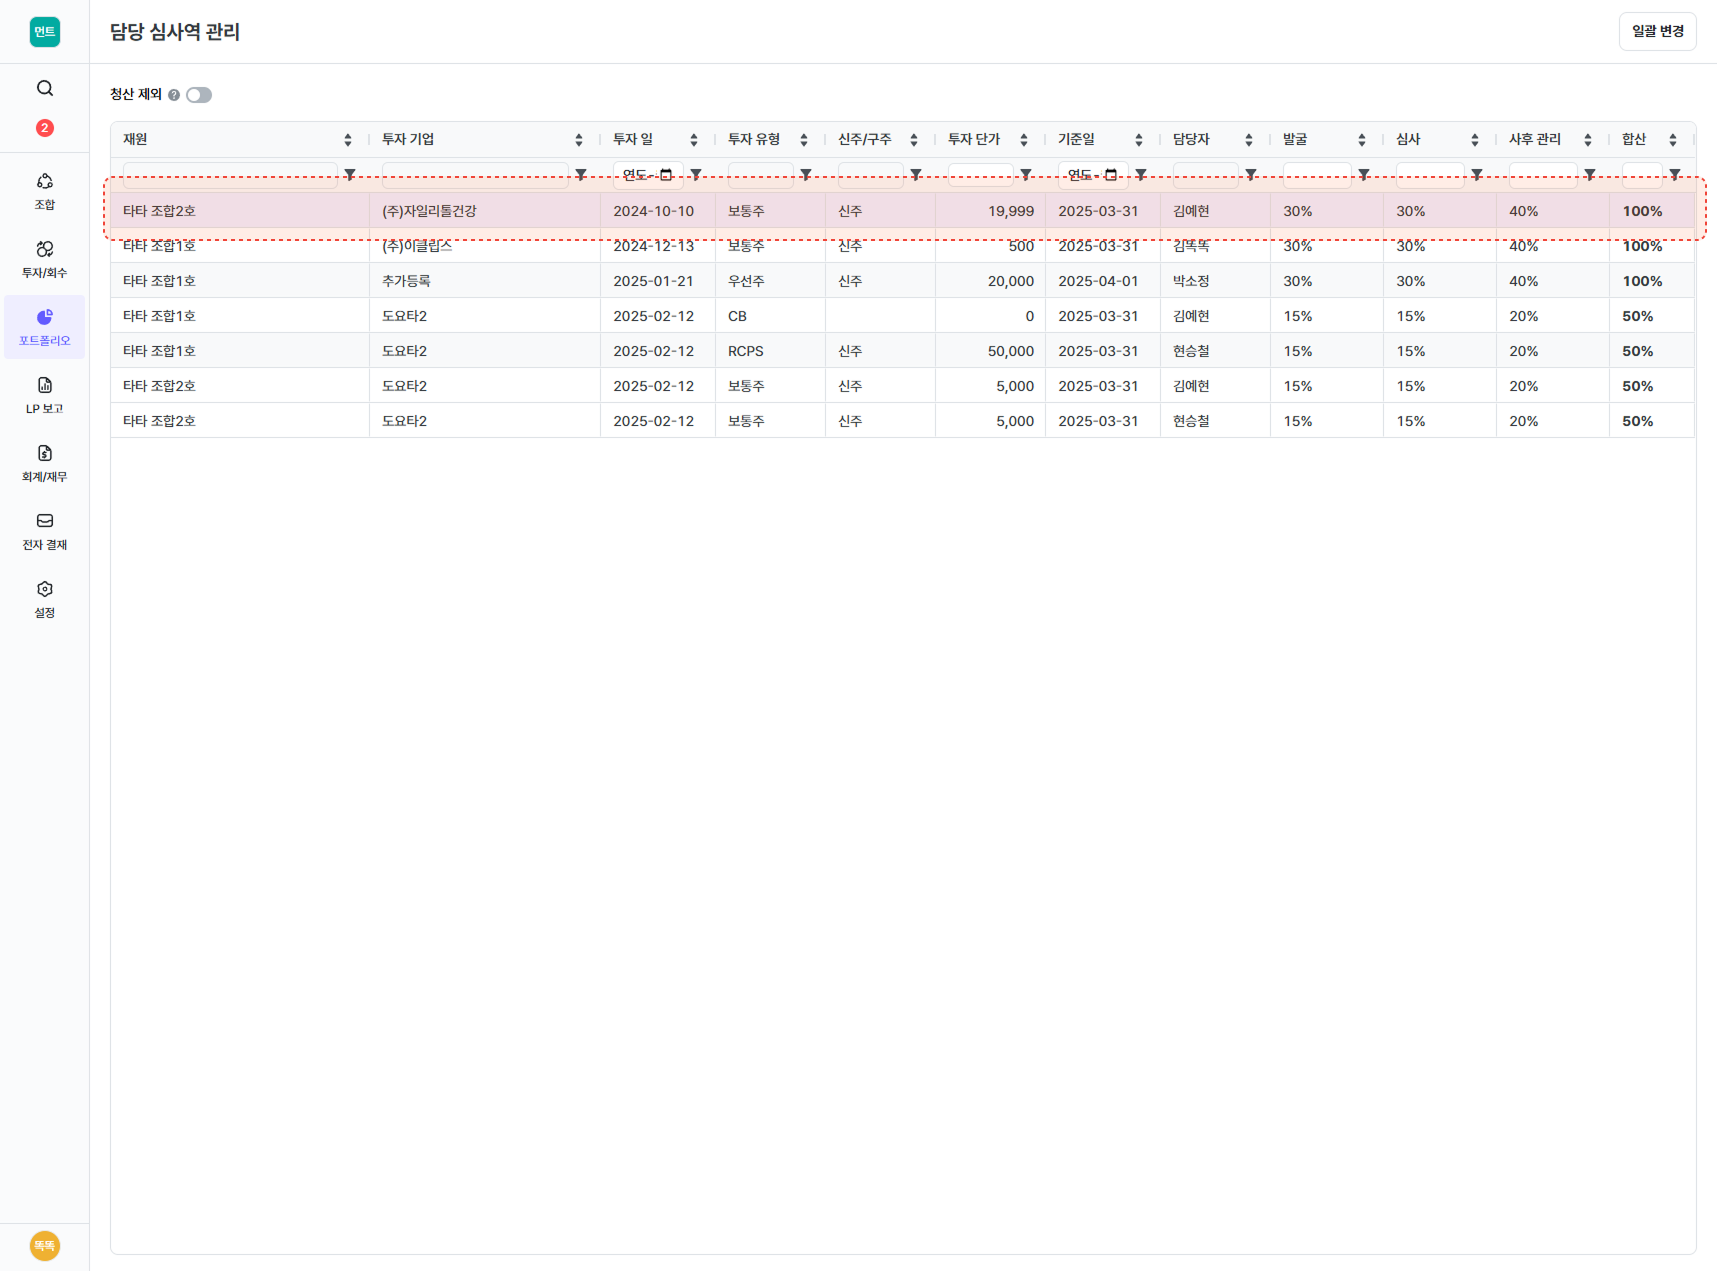 먼트
담당 심사역 관리
일괄 변경
청산 제외
2
재원 투자 기업 투자 일 투자 유형 신주/구주 투자 단가 기준일 담당자 발굴 심사 사후 관리 합산
연도- 연도-
타타 조합2호 (주)자일리톨건강 2024-10-10 보통주 신주 19,999 2025-03-31 김예현 30% 30% 40% 100%
타타 조합1호 (주)이클립스 2024-12-13 보통주 신주 500 2025-03-31 김똑똑 30% 30% 40% 100%
타타 조합1호 추가등록 2025-01-21 우선주 신주 20,000 2025-04-01 박소정 30% 30% 40% 100%
타타 조합1호 도요타2 2025-02-12 CB 0 2025-03-31 김예현 15% 15% 20% 50%
타타 조합1호 도요타2 2025-02-12 RCPS 신주 50,000 2025-03-31 현승철 15% 15% 20% 50%
타타 조합2호 도요타2 2025-02-12 보통주 신주 5,000 2025-03-31 김예현 15% 15% 20% 50%
타타 조합2호 도요타2 2025-02-12 보통주 신주 5,000 2025-03-31 현승철 15% 15% 20% 50%
조합
투자/회수
포트폴리오
LP 보고
회계/재무
전자 결재
설정
똑똑